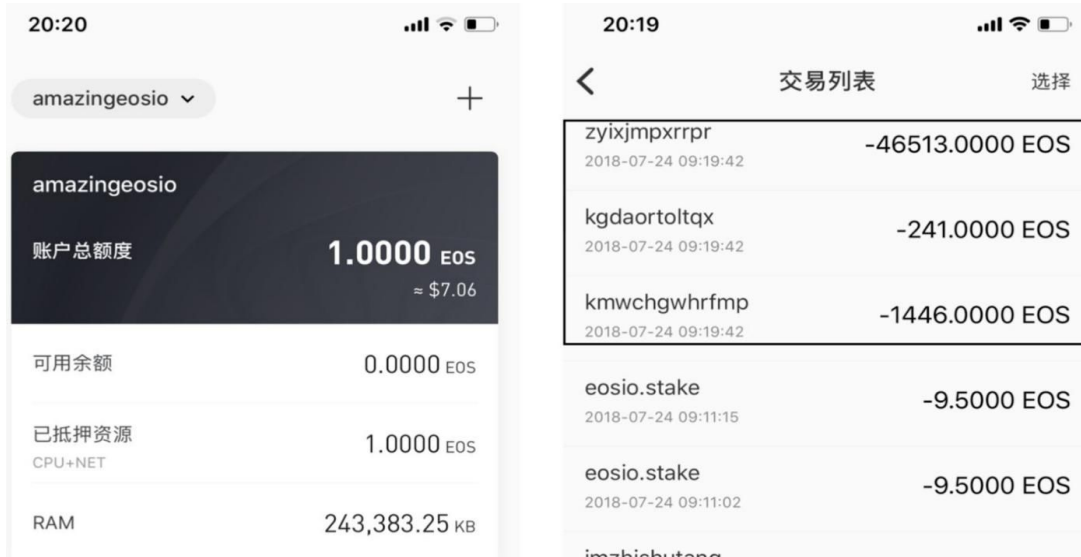 20:20
amazingeosio
amazingeosio
账户总额度
1.0000 EOS
≈ $7.06
可用余额
0.0000 EOS
已抵押资源
CPU+NET
1.0000 EOS
RAM
243,383.25 KB
20:19
交易列表
选择
zyixjmpxrrpr
2018-07-24 09:19:42
-46513.0000 EOS
kgdaortoltqx
2018-07-24 09:19:42
-241.0000 EOS
kmwchgwhrfmp
2018-07-24 09:19:42
-1446.0000 EOS
eosio.stake
2018-07-24 09:11:15
-9.5000 EOS
eosio.stake
2018-07-24 09:11:02
-9.5000 EOS